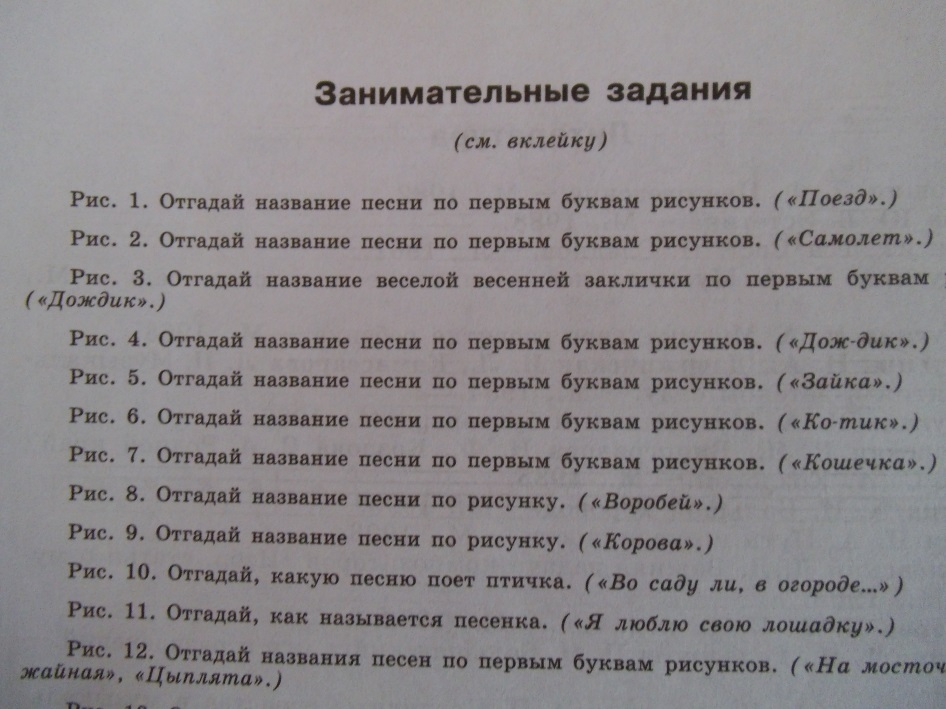 Занимательные задания
(см. вклейку)
Рис. 1. Отгадай название песни по первым буквам рисунков. («Поезд».)
Рис. 2. Отгадай название песни по первым буквам рисунков. («Самолет».)
Рис. 3. Отгадай название веселой весенней заклички по первым буквам
(«Дождик».)
Рис. 4. Отгадай название песни по первым буквам рисунков. («Дож-дик».)
Рис. 5. Отгадай название песни по первым буквам рисунков. («Зайка».)
Рис. 6. Отгадай название песни по первым буквам рисунков. («Ко-тик».)
Рис. 7. Отгадай название песни по первым буквам рисунков. («Кошечка».)
Рис. 8. Отгадай название песни по рисунку. («Воробей».)
Рис. 9. Отгадай название песни по рисунку. («Корова».)
Рис. 10. Отгадай, какую песню поет птичка. («Во саду ли, в огороде...»)
Рис. 11. Отгадай, как называется песенка. («Я люблю свою лошадку».)
Рис. 12. Отгадай названия песен по первым буквам рисунков. («На мосточ
жайная», «Цыплята».)